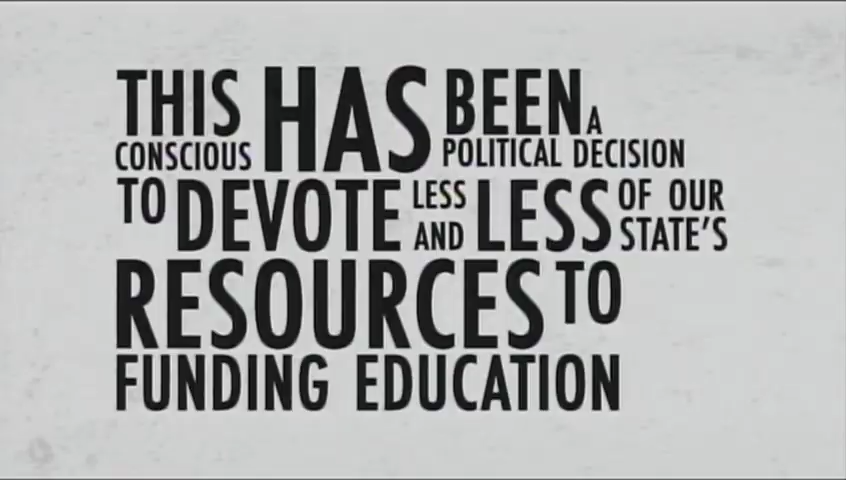 THIS HAS BEEN A
CONSCIOUS POLITICAL DECISION
TO DEVOTE LESS AND LESS OF OUR STATE'S
RESOURCES TO
FUNDING EDUCATION